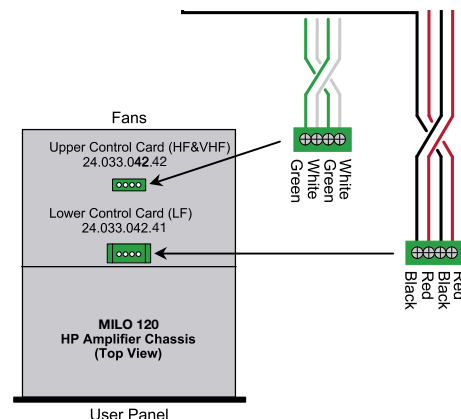 Fans
Upper Control Card (HF&VHF)
24.033.042.42
Lower Control Card (LF)
24.033.042.41
MILO 120
HP Amplifier Chassis
(Top View)
User Panel
Green
White
Green
White
Black
Red
Black
Red